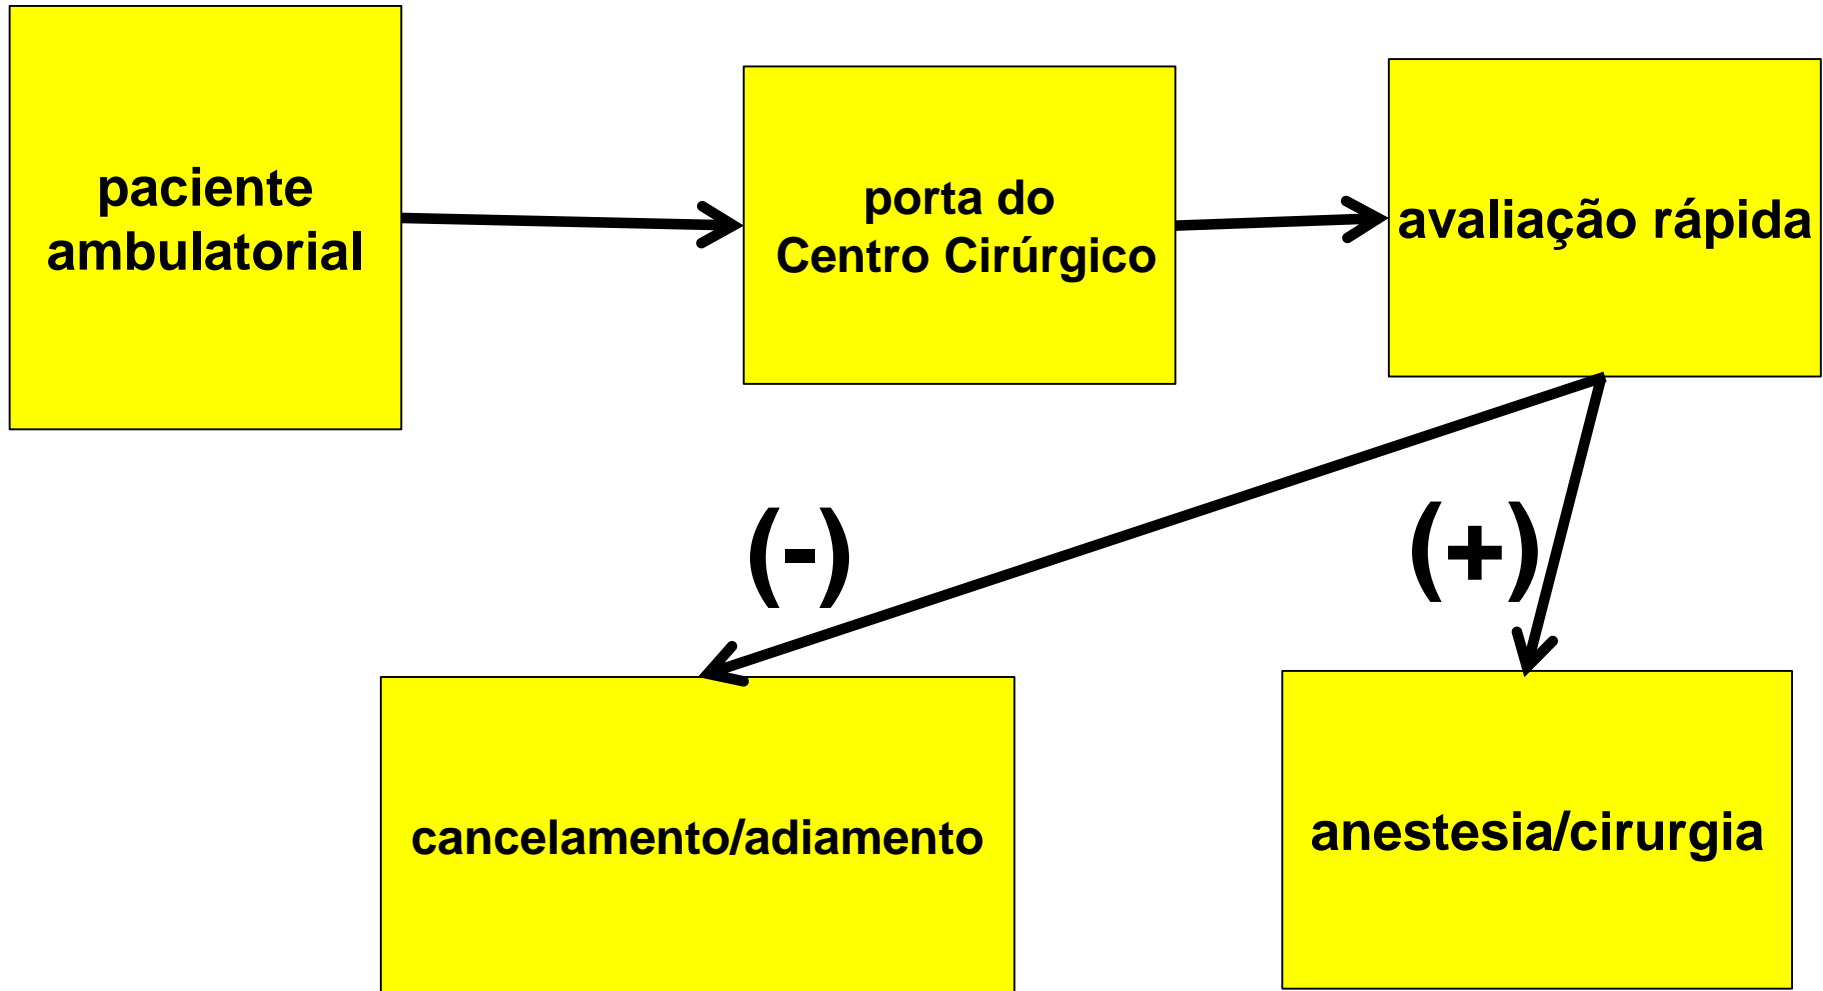 paciente
ambulatorial
porta do
Centro Cirúrgico
avaliação rápida
(-)
(+)
cancelamento/adiamento
anestesia/cirurgia